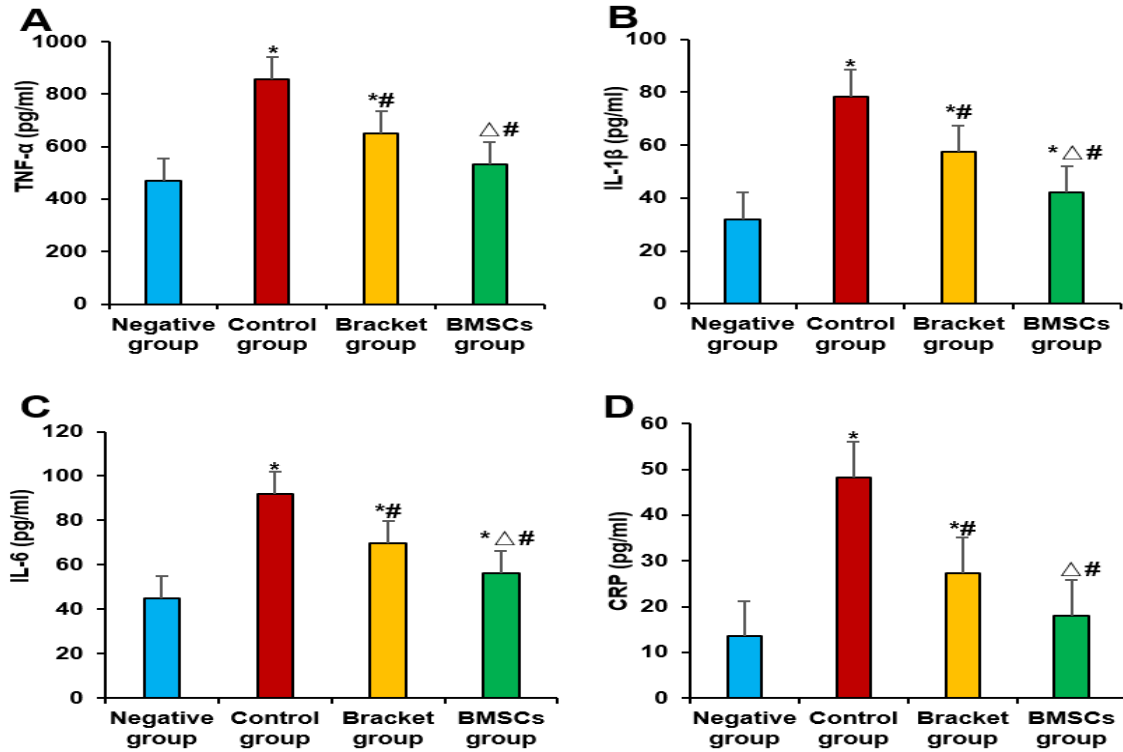 A
TNF-α (pg/ml)
1000
800
600
400
200
0
*
*#
△#
Negative group
Control group
Bracket group
BMSCs group
B
IL-1β (pg/ml)
100
80
60
40
20
0
*
*#
*△#
Negative group
Control group
Bracket group
BMSCs group
C
IL-6 (pg/ml)
120
100
80
60
40
20
0
*
*#
*△#
Negative group
Control group
Bracket group
BMSCs group
D
CRP (pg/ml)
60
50
40
30
20
10
0
*
*#
△#
Negative group
Control group
Bracket group
BMSCs group